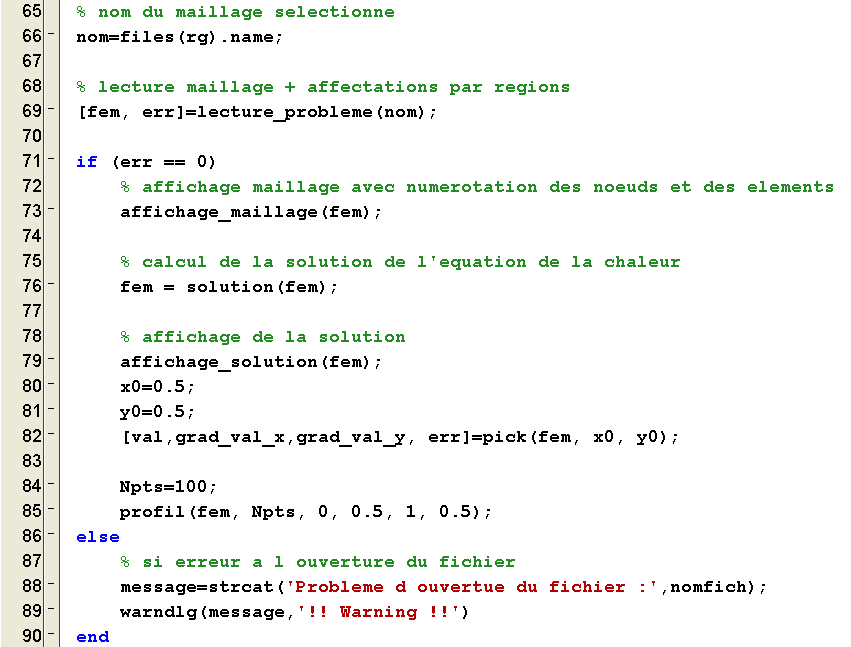 65 % nom du maillage selectionne
66 - nom=files(rg).name;
67
68 % lecture maillage + affectations par regions
69 - [fem, err]=lecture_probleme(nom);
70
71 - if (err == 0)
72 % affichage maillage avec numerotation des noeuds et des elements
73 - affichage_maillage(fem);
74
75 % calcul de la solution de l'equation de la chaleur
76 - fem = solution(fem);
77
78 % affichage de la solution
79 - affichage_solution(fem);
80 - x0=0.5;
81 - y0=0.5;
82 - [val,grad_val_x,grad_val_y, err]=pick(fem, x0, y0);
83
84 - Npts=100;
85 - profil(fem, Npts, 0, 0.5, 1, 0.5);
86 - else
87 % si erreur a l ouverture du fichier
88 - message=strcat('Probleme d ouvertue du fichier :',nomfich);
89 - warndlg(message,'!! Warning !!')
90 - end